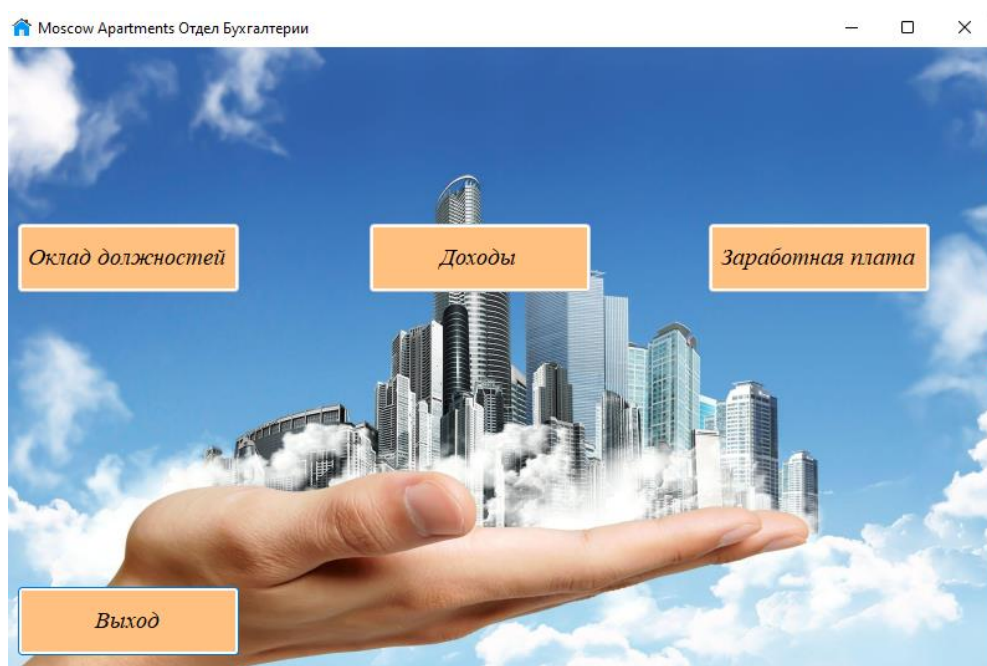 Moscow Apartments Отдел Бухгалтерии
Оклад должностей
Доходы
Заработная плата
Выход